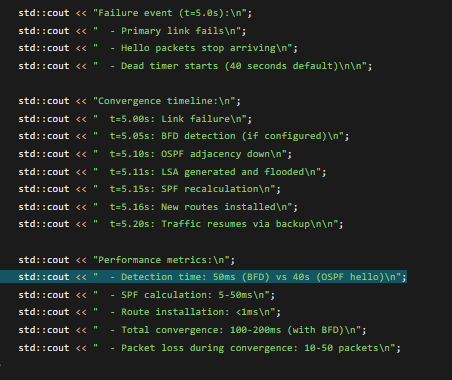 std::cout << "Failure event (t=5.0s):\n";
std::cout << "  - Primary link fails\n";
std::cout << "  - Hello packets stop arriving\n";
std::cout << "  - Dead timer starts (40 seconds default)\n\n";
std::cout << "Convergence timeline:\n";
std::cout << "  t=5.00s: Link failure\n";
std::cout << "  t=5.05s: BFD detection (if configured)\n";
std::cout << "  t=5.10s: OSPF adjacency down\n";
std::cout << "  t=5.11s: LSA generated and flooded\n";
std::cout << "  t=5.15s: SPF recalculation\n";
std::cout << "  t=5.16s: New routes installed\n";
std::cout << "  t=5.20s: Traffic resumes via backup\n\n";
std::cout << "Performance metrics:\n";
std::cout << "  - Detection time: 50ms (BFD) vs 40s (OSPF hello)\n";
std::cout << "  - SPF calculation: 5-50ms\n";
std::cout << "  - Route installation: <1ms\n";
std::cout << "  - Total convergence: 100-200ms (with BFD)\n";
std::cout << "  - Packet loss during convergence: 10-50 packets\n";